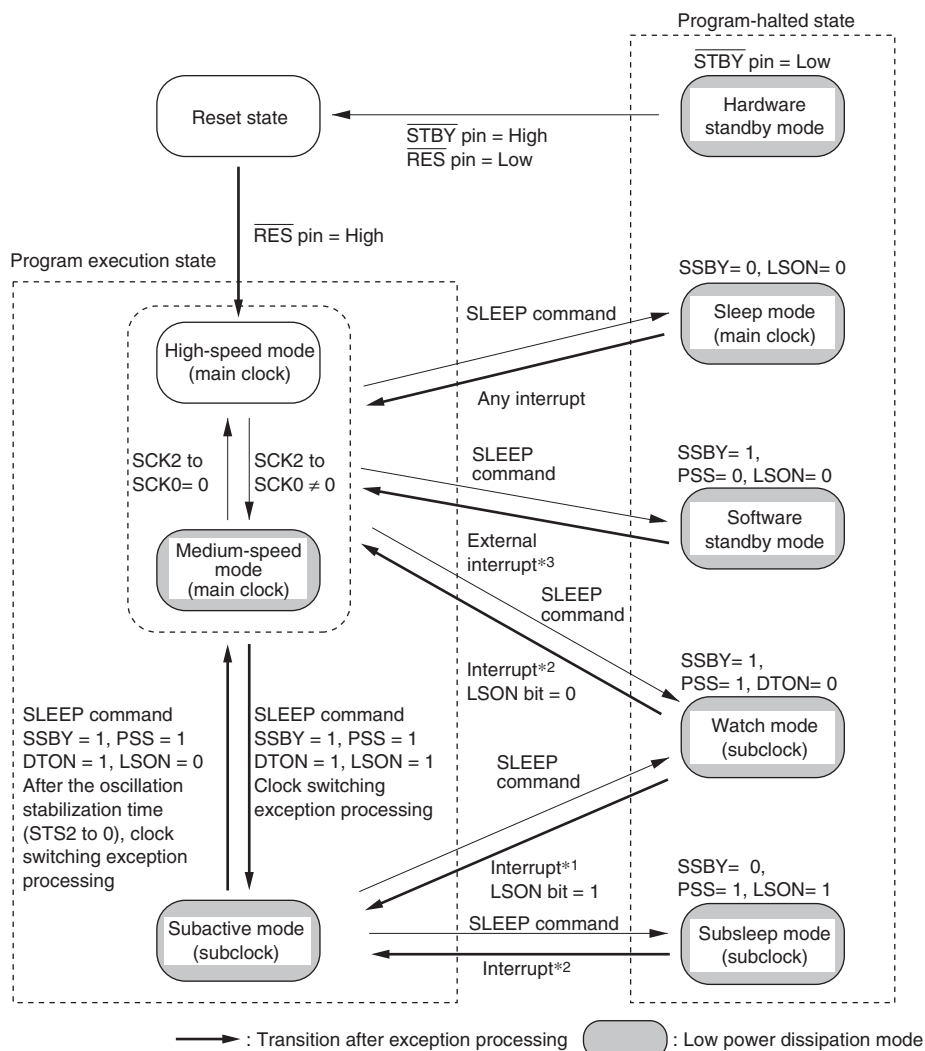 Program-halted state
STBY pin = Low
Hardware
standby mode
Reset state
STBY pin = High
RES pin = Low
RES pin = High
Program execution state
SSBY= 0, LSON= 0
Sleep mode
(main clock)
SLEEP command
Any interrupt
High-speed mode
(main clock)
SCK2 to
SCK0= 0
SCK2 to
SCK0 ≠ 0
Medium-speed
mode
(main clock)
SLEEP
command
SSBY= 1,
PSS= 0, LSON= 0
Software
standby mode
External
interrupt*3
SLEEP
command
Interrupt*2
LSON bit = 0
SSBY= 1,
PSS= 1, DTON= 0
Watch mode
(subclock)
SLEEP command
SSBY = 1, PSS = 1
DTON = 1, LSON = 0
After the oscillation
stabilization time
(STS2 to 0), clock
switching exception
processing
SLEEP command
SSBY = 1, PSS = 1
DTON = 1, LSON = 1
Clock switching
exception processing
SLEEP
command
Interrupt*1
LSON bit = 1
SSBY= 0,
PSS= 1, LSON= 1
Subactive mode
(subclock)
SLEEP command
Interrupt*2
Subsleep mode
(subclock)
: Transition after exception processing
: Low power dissipation mode